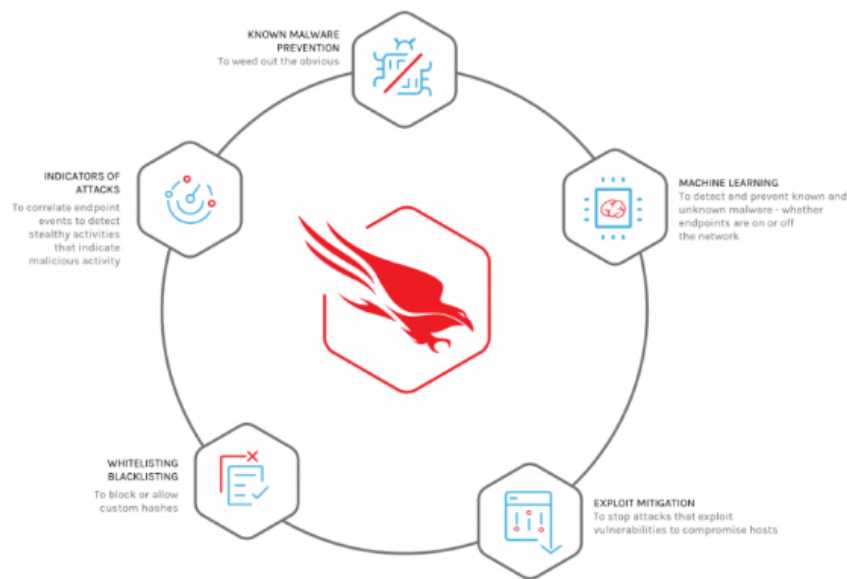 KNOWN MALWARE
PREVENTION
To weed out the obvious
MACHINE LEARNING
To detect and prevent known and
unknown malware - whether
endpoints are on or off
the network
EXPLOIT MITIGATION
To stop attacks that exploit
vulnerabilities to compromise hosts
WHITELISTING
BLACKLISTING
To block or allow
custom hashes
INDICATORS OF
ATTACKS
To correlate endpoint
events to detect
stealthy activities
that indicate
malicious activity